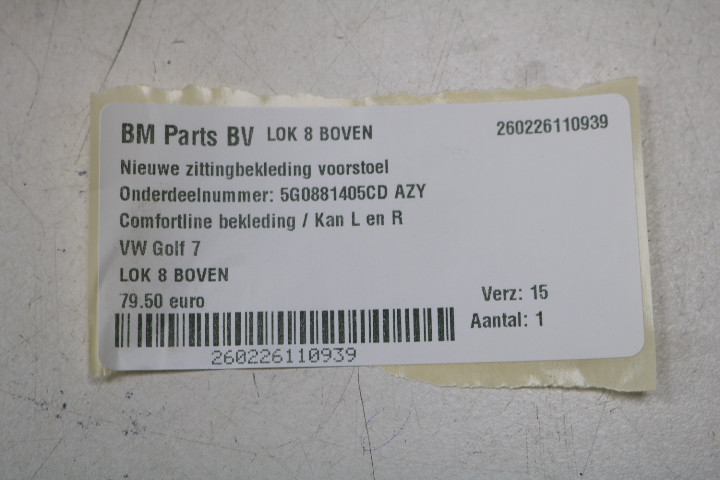 BM Parts BV LOK 8 BOVEN 260226110939
Nieuwe zittingbekleding voorstoel
Onderdeelnummer: 5G0881405CD AZY
Comfortline bekleding / Kan L en R
VW Golf 7
LOK 8 BOVEN
79.50 euro Verz: 15
Aantal: 1
260226110939